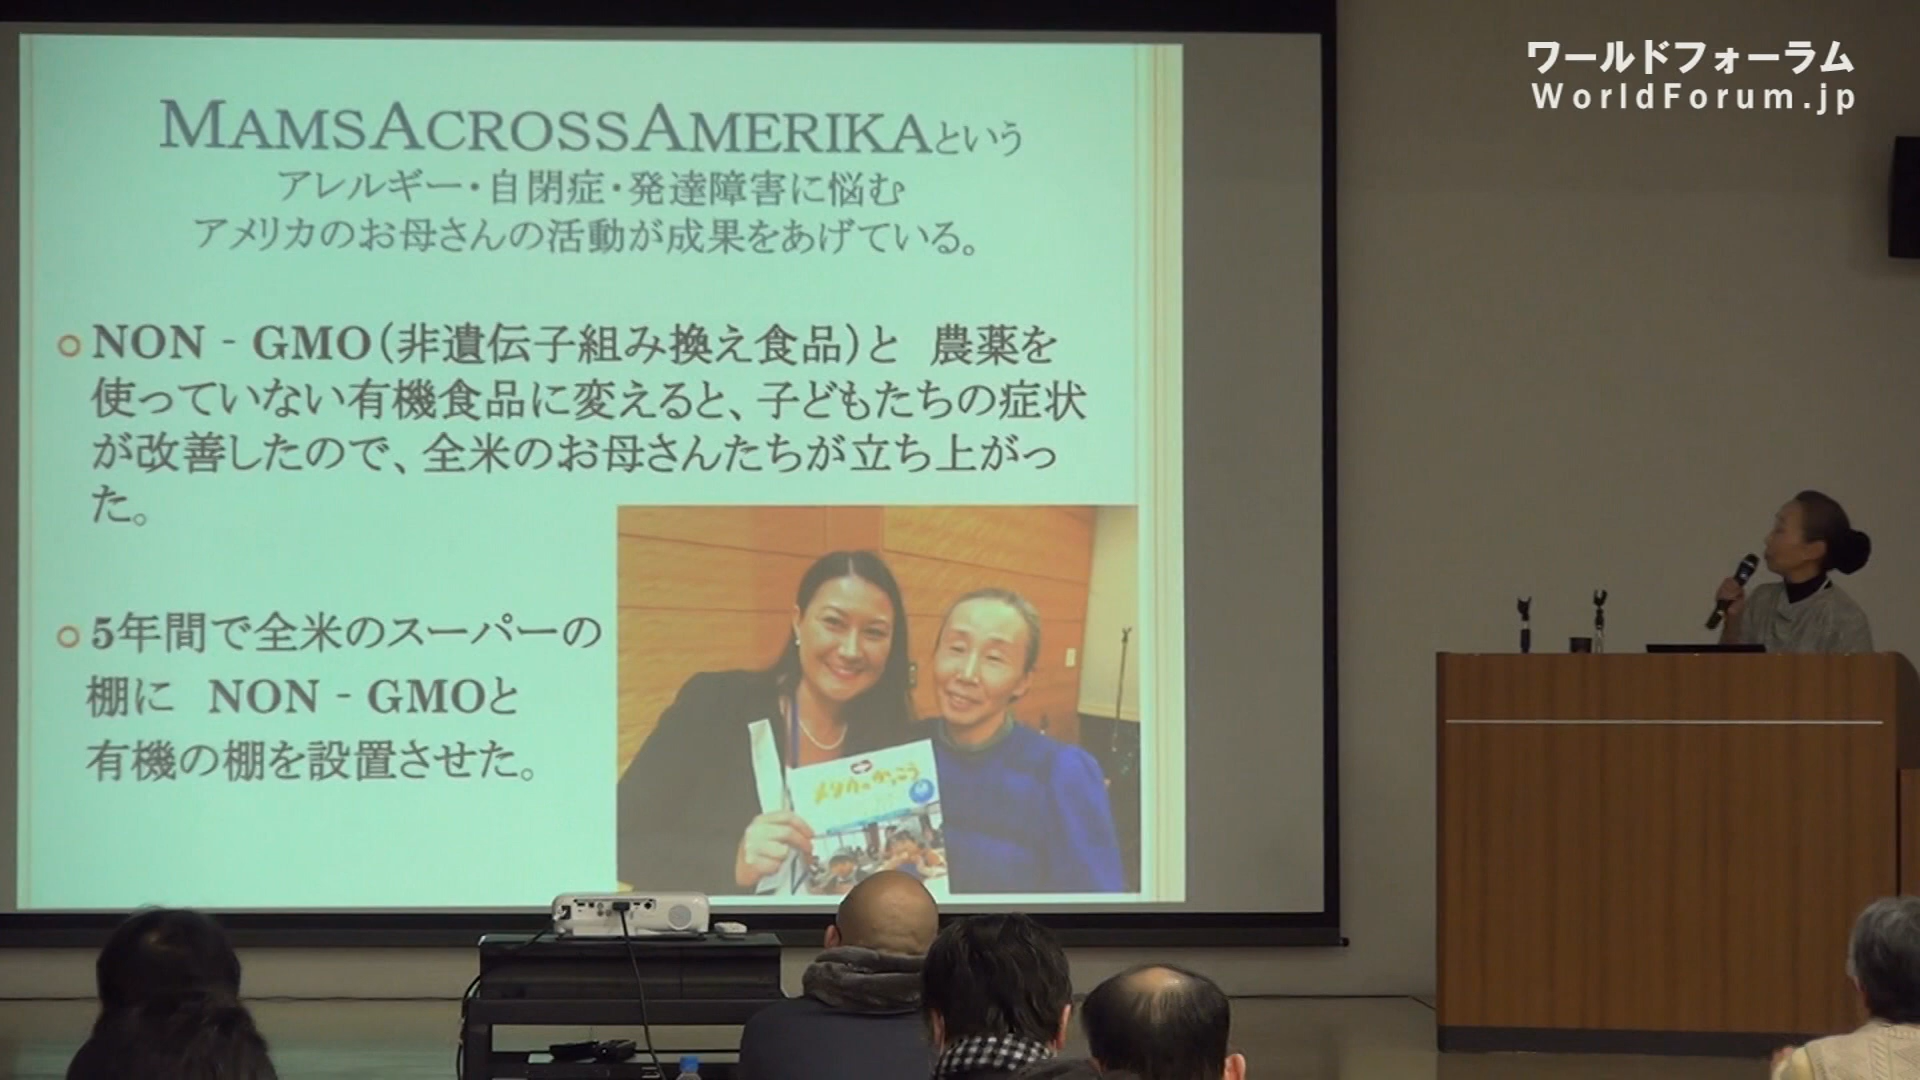 ワールドフォーラム
WorldForum.jp
MAMSACROSSAMERIKAという
アレルギー・自閉症・発達障害に悩む
アメリカのお母さんの活動が成果をあげている。
NON‐GMO(非遺伝子組み換え食品)と 農薬を
使っていない有機食品に変えると、子どもたちの症状
が改善したので、全米のお母さんたちが立ち上がっ
た。
5年間で全米のスーパーの
棚に NON‐GMOと
有機の棚を設置させた。